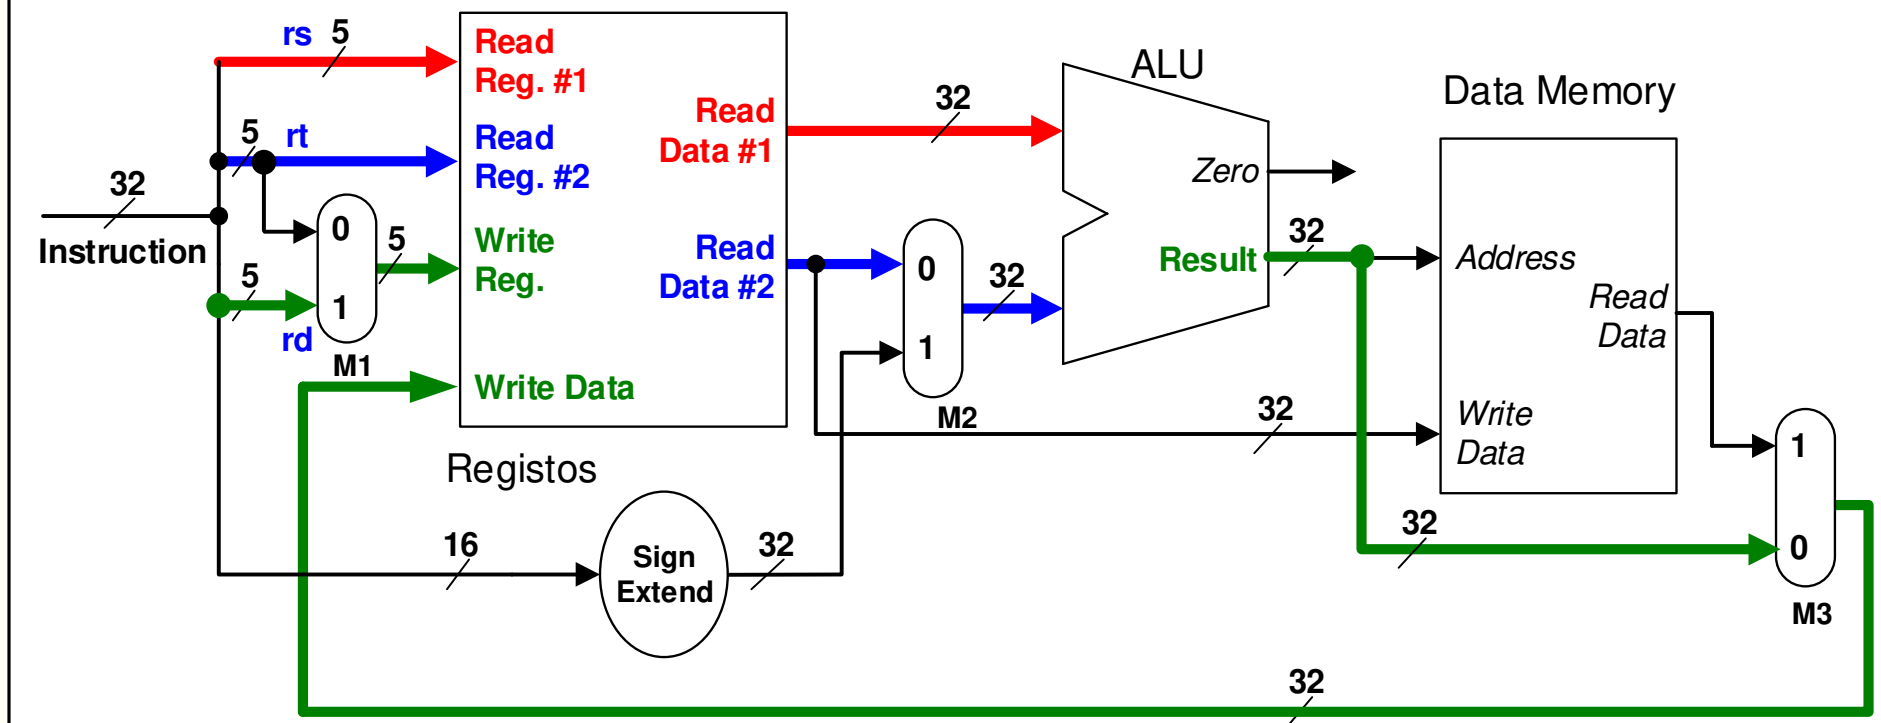 rs 5
Read
Reg. #1
5 rt
Read
Reg. #2
32
Instruction
0
1
M1
5
5
rd
Write
Reg.
Write Data
Read
Data #1
Read
Data #2
Registos
32
ALU
Zero
Result
0
1
M2
32
32
Data Memory
Address
Read
Data
Write
Data
32
32
1
0
M3
16
Sign
Extend
32
32